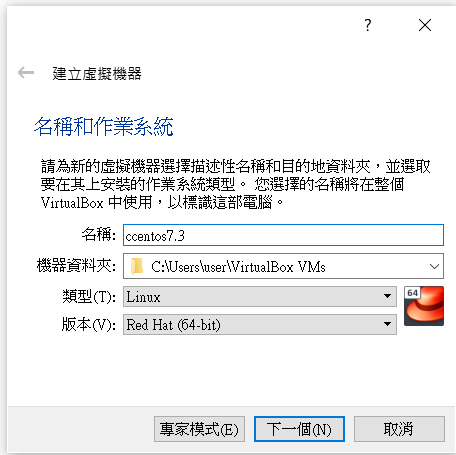 ?
建立虛擬機器
名稱和作業系統
請為新的虛擬機器選擇描述性名稱和目的地資料夾，並選取
要在其上安裝的作業系統類型。 您選擇的名稱將在整個
VirtualBox 中使用，以標識這部電腦。
名稱: ccentos7.3
機器資料夾: C:\Users\user\VirtualBox VMs
類型(T): Linux
64
版本(V): Red Hat (64-bit)
專家模式(E) 下一個(N) 取消